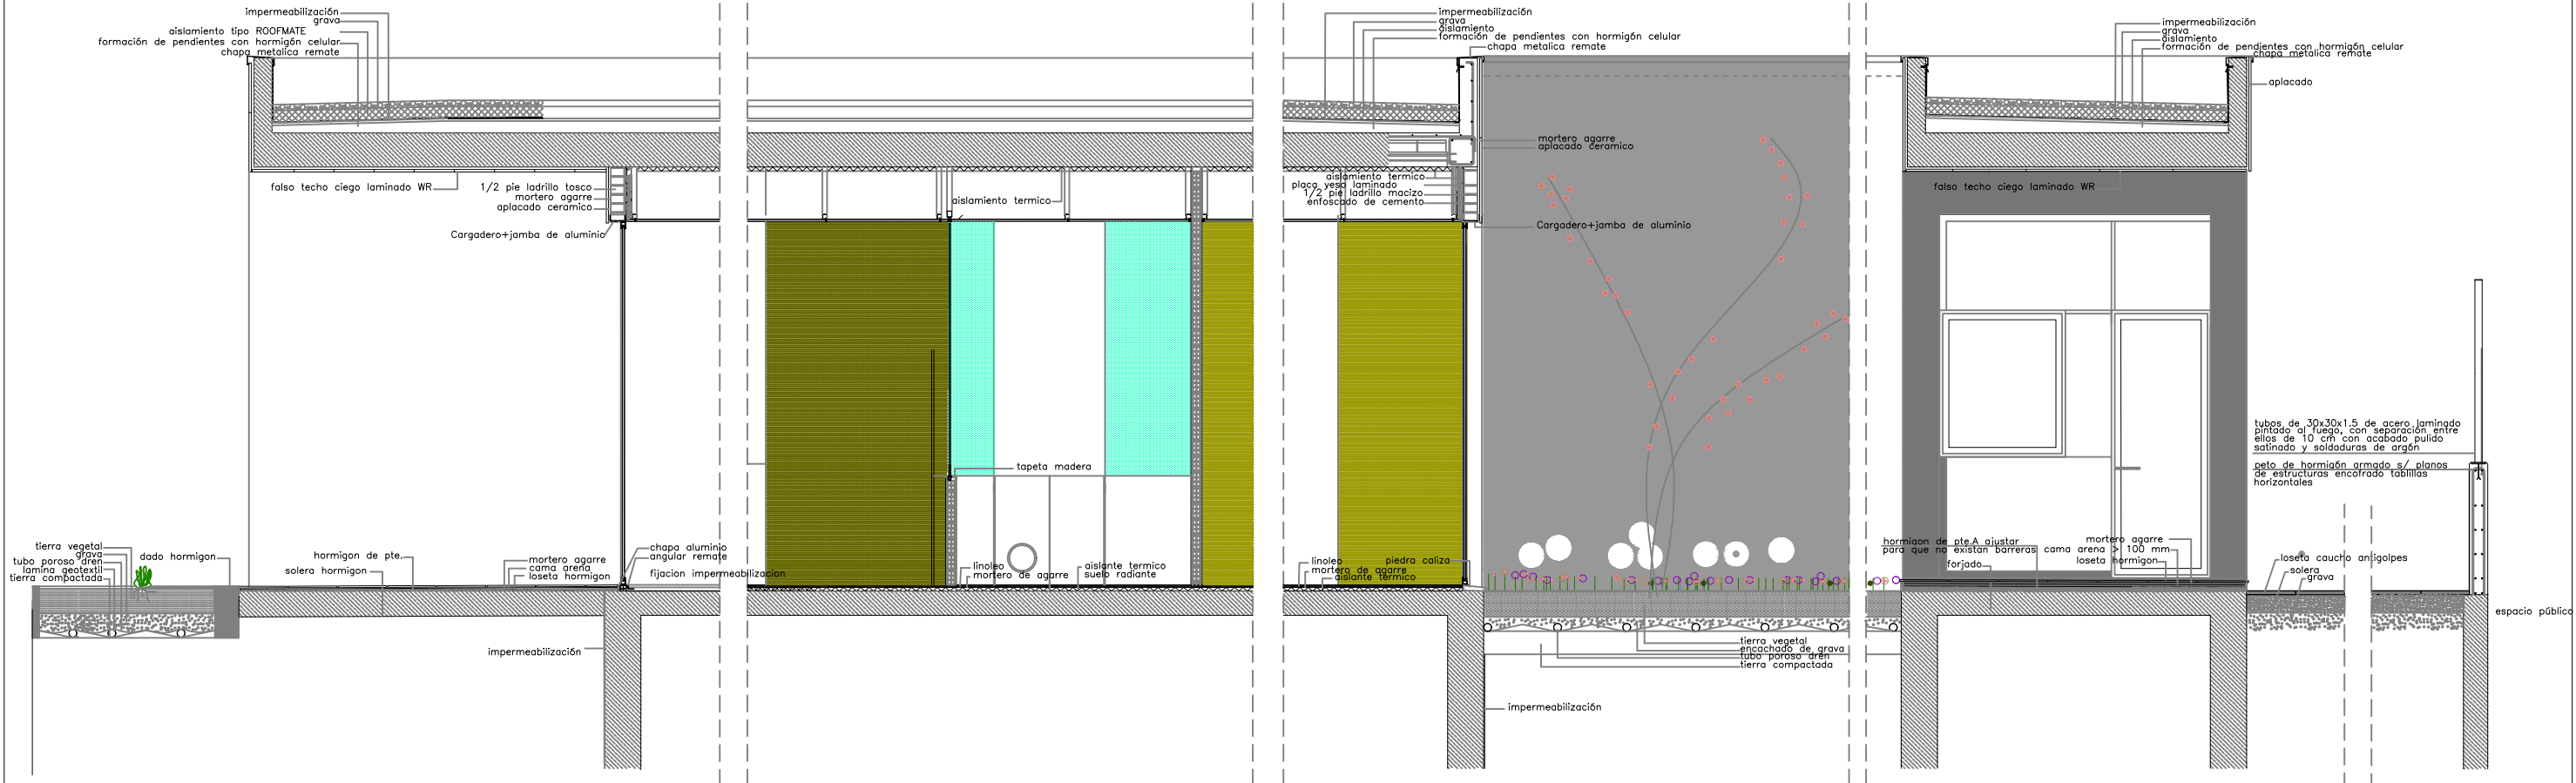 impermeabilización
grava
aislamiento tipo ROOFMATE
formación de pendientes con hormigón celular
chapa metalica remate
falso techo ciego laminado WR
1/2 pie ladrillo tosco
mortero agarre
aplacado ceramico
Cargadero+jamba de aluminio
tierra vegetal
grava
tubo poroso dren
lamina geotextil
tierra compactada
dado hormigon
hormigon de pte.
solera hormigon
mortero agarre
cama arena
loseta hormigon
chapa aluminio
angular remate
fijacion impermeabilizacion
impermeabilización
aislamiento termico
tapeta madera
linoleo
mortero de agarre
aislante termico
suelo radiante
impermeabilización
grava
aislamiento
formación de pendientes con hormigón celular
chapa metalica remate
mortero agarre
aplacado ceramico
aislamiento termico
placa yeso laminado
1/2 pie ladrillo macizo
enfoscado de cemento
Cargadero+jamba de aluminio
linoleo
mortero de agarre
aislante termico
piedra caliza
tierra vegetal
encachado de grava
tubo poroso dren
tierra compactada
impermeabilización
impermeabilización
grava
aislamiento
formación de pendientes con hormigón celular
chapa metalica remate
aplacado
falso techo ciego laminado WR
hormigon de pte.A ajustar
para que no existan barreras
forjado
mortero agarre
cama arena > 100 mm
loseta hormigon
tubos de 30x30x1.5 de acero laminado
pintado al fuego, con separación entre
ellos de 10 cm con acabado pulido
satinado y soldaduras de argón
peto de hormigón armado s/ planos
de estructuras encofrado tablillas
horizontales
loseta caucho antigolpes
solera
grava
espacio público